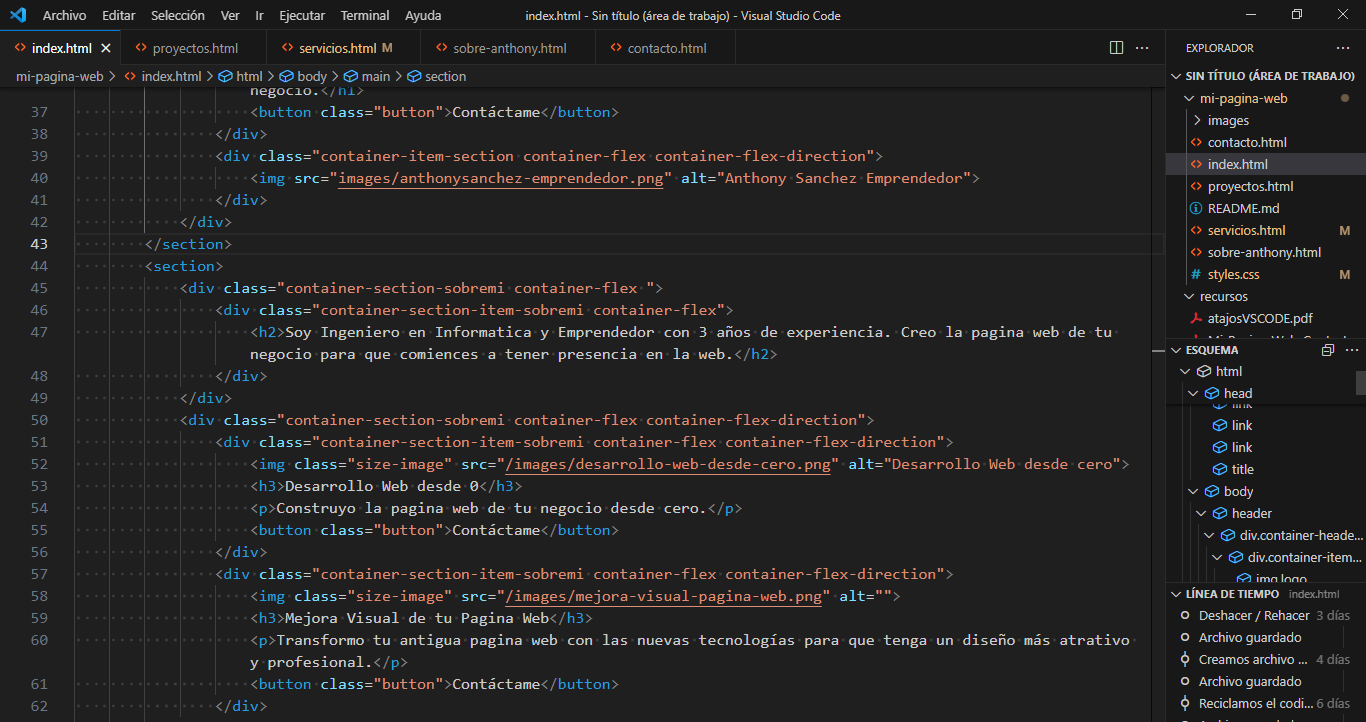 Archivo Editar Selección Ver Ir Ejecutar Terminal Ayuda
index.html - Sin título (área de trabajo) - Visual Studio Code
index.html proyectos.html servicios.html M sobre-anthony.html contacto.html
mi-pagina-web > index.html > html > body > main > section
negocio.</h1>
37 <button class="button">Contáctame</button>
38 </div>
39 <div class="container-item-section container-flex container-flex-direction">
40 <img src="images/anthonysanchez-emprendedor.png" alt="Anthony Sanchez Emprendedor">
41 </div>
42 </div>
43 </section>
44 <section>
45 <div class="container-section-sobremi container-flex ">
46 <div class="container-section-item-sobremi container-flex">
47 <h2>Soy Ingeniero en Informatica y Emprendedor con 3 años de experiencia. Creo la pagina web de tu
negocio para que comiences a tener presencia en la web.</h2>
48 </div>
49 </div>
50 <div class="container-section-sobremi container-flex container-flex-direction">
51 <div class="container-section-item-sobremi container-flex container-flex-direction">
52 <img class="size-image" src="/images/desarrollo-web-desde-cero.png" alt="Desarrollo Web desde cero">
53 <h3>Desarrollo Web desde 0</h3>
54 <p>Construyo la pagina web de tu negocio desde cero.</p>
55 <button class="button">Contáctame</button>
56 </div>
57 <div class="container-section-item-sobremi container-flex container-flex-direction">
58 <img class="size-image" src="/images/mejora-visual-pagina-web.png" alt="">
59 <h3>Mejora Visual de tu Pagina Web</h3>
60 <p>Transformo tu antigua pagina web con las nuevas tecnologías para que tenga un diseño más atrativo
y profesional.</p>
61 <button class="button">Contáctame</button>
62 </div>
EXPLORADOR
SIN TÍTULO (ÁREA DE TRABAJO)
mi-pagina-web
images
contacto.html
index.html
proyectos.html
README.md
servicios.html M
sobre-anthony.html
styles.css M
recursos
atajosVSCODE.pdf
ESQUEMA
html
head
link
link
link
title
body
header
div.container-heade...
div.container-item...
img.logo
LÍNEA DE TIEMPO index.html
Deshacer / Rehacer 3 días
Archivo guardado
Creamos archivo ... 4 días
Archivo guardado
Reciclamos el codi... 6 días